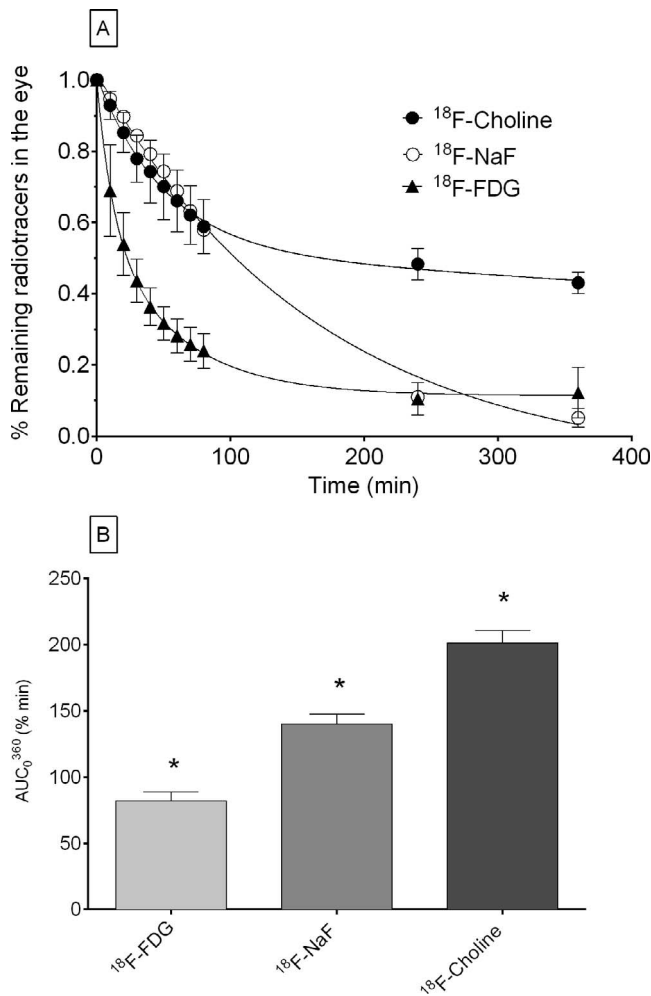 A
% Remaining radiotracers in the eye
1.0
0.8
0.6
0.4
0.2
0.0
¹⁸F-Choline
¹⁸F-NaF
¹⁸F-FDG
0 100 200 300 400
Time (min)
B
AUC₀³⁶⁰ (% min)
250
200
150
100
50
0
* * *
¹⁸F-FDG
¹⁸F-NaF
¹⁸F-Choline